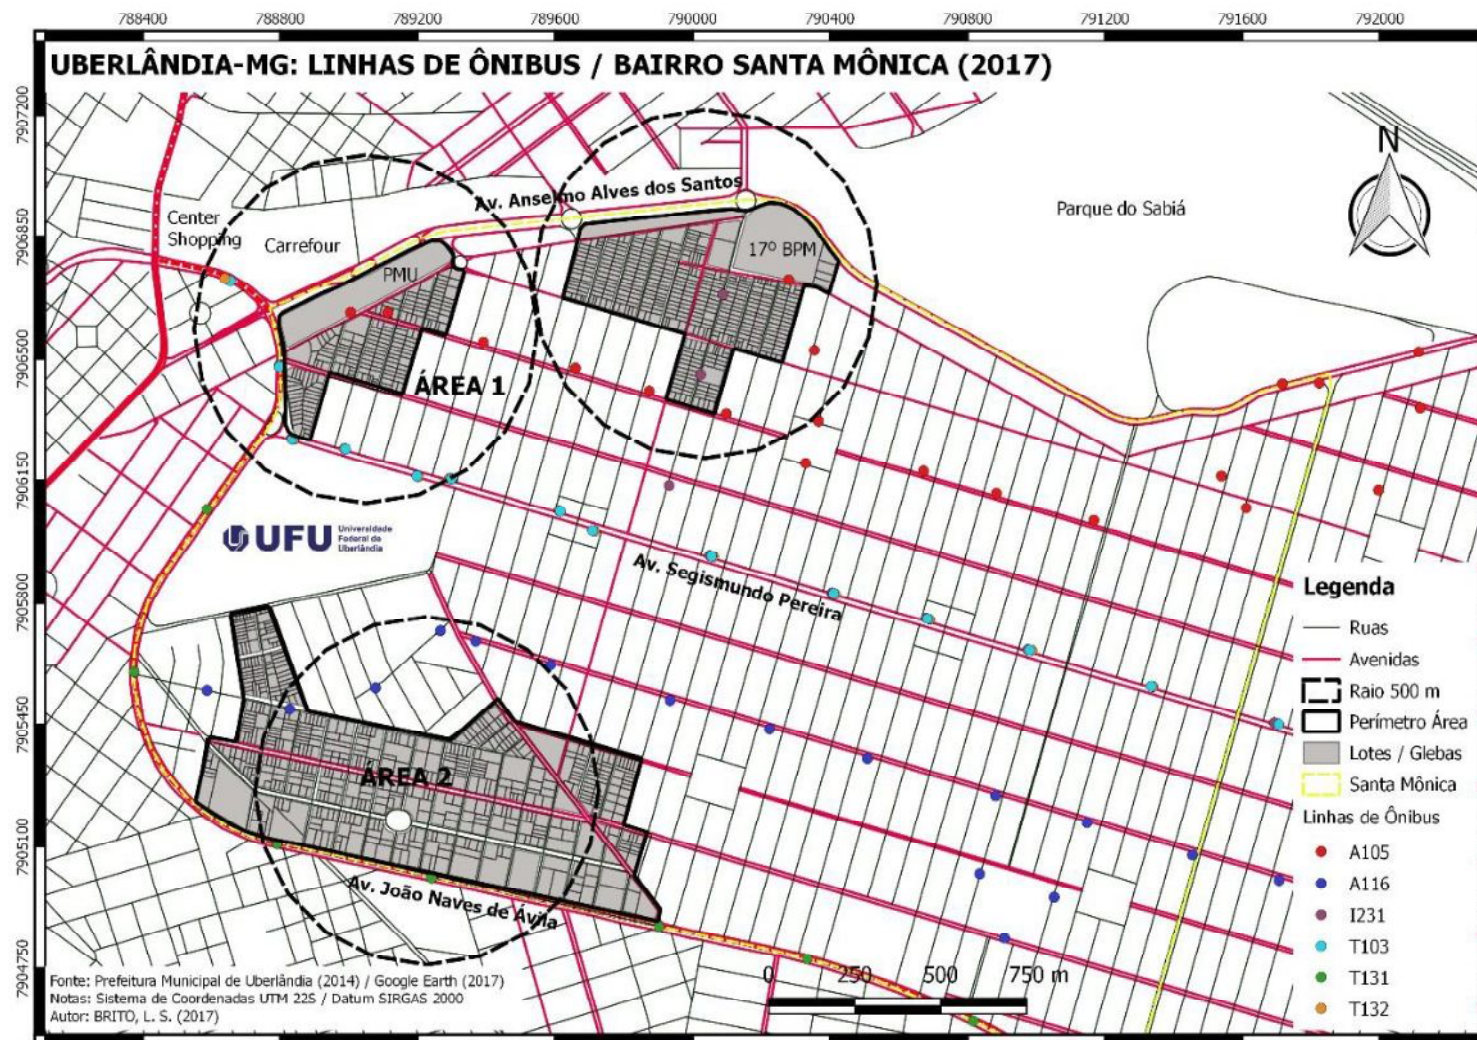 788400 788800 789200 789600 790000 790400 790800 791200 791600 792000
UBERLÂNDIA-MG: LINHAS DE ÔNIBUS / BAIRRO SANTA MÔNICA (2017)
7907200
7906850
7906500
7906150
7905800
7905450
7905100
7904750
N
Av. Anselmo Alves dos Santos
Parque do Sabiá
Center
Shopping
Carrefour
17º BPM
PMU
ÁREA 1
UFU
Universidade
Federal de
Uberlândia
Av. Segismundo Pereira
ÁREA 2
Av. João Naves de Ávila
Legenda
Ruas
Avenidas
Raio 500 m
Perímetro Área
Lotes / Glebas
Santa Mônica
Linhas de Ônibus
A105
A116
I231
T103
T131
T132
0 250 500 750 m
Fonte: Prefeitura Municipal de Uberlândia (2014) / Google Earth (2017)
Notas: Sistema de Coordenadas UTM 22S / Datum SIRGAS 2000
Autor: BRITO, L. S. (2017)